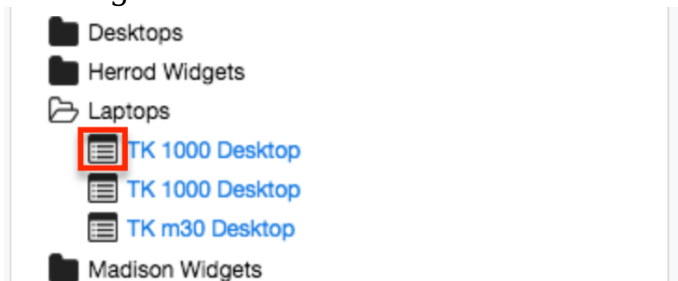 Desktops
Herrod Widgets
Laptops
TK 1000 Desktop
TK 1000 Desktop
TK m30 Desktop
Madison Widgets